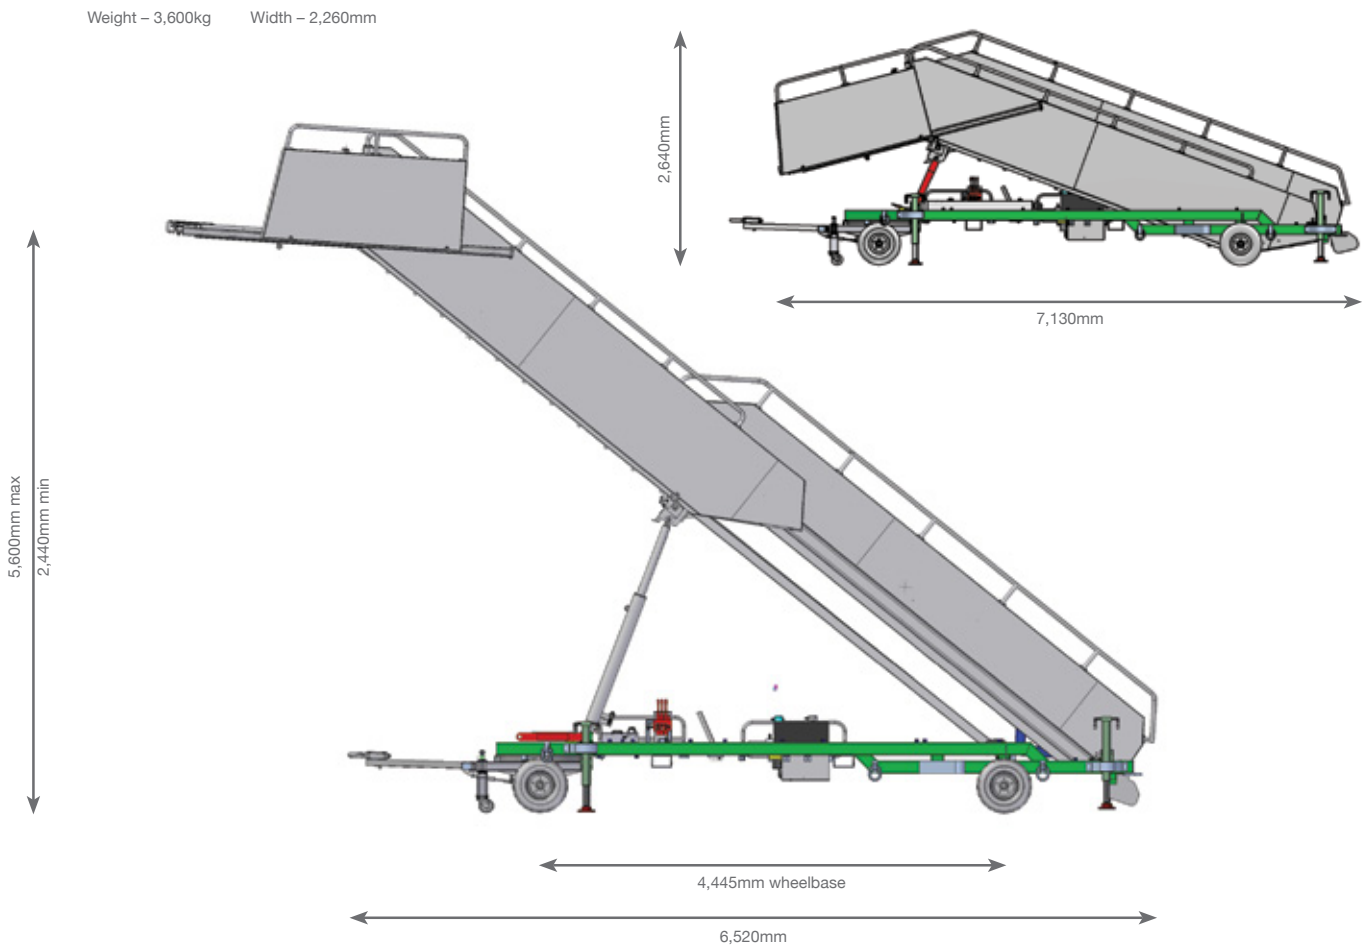 Weight – 3,600kg Width – 2,260mm
2,640mm
7,130mm
5,600mm max
2,440mm min
4,445mm wheelbase
6,520mm